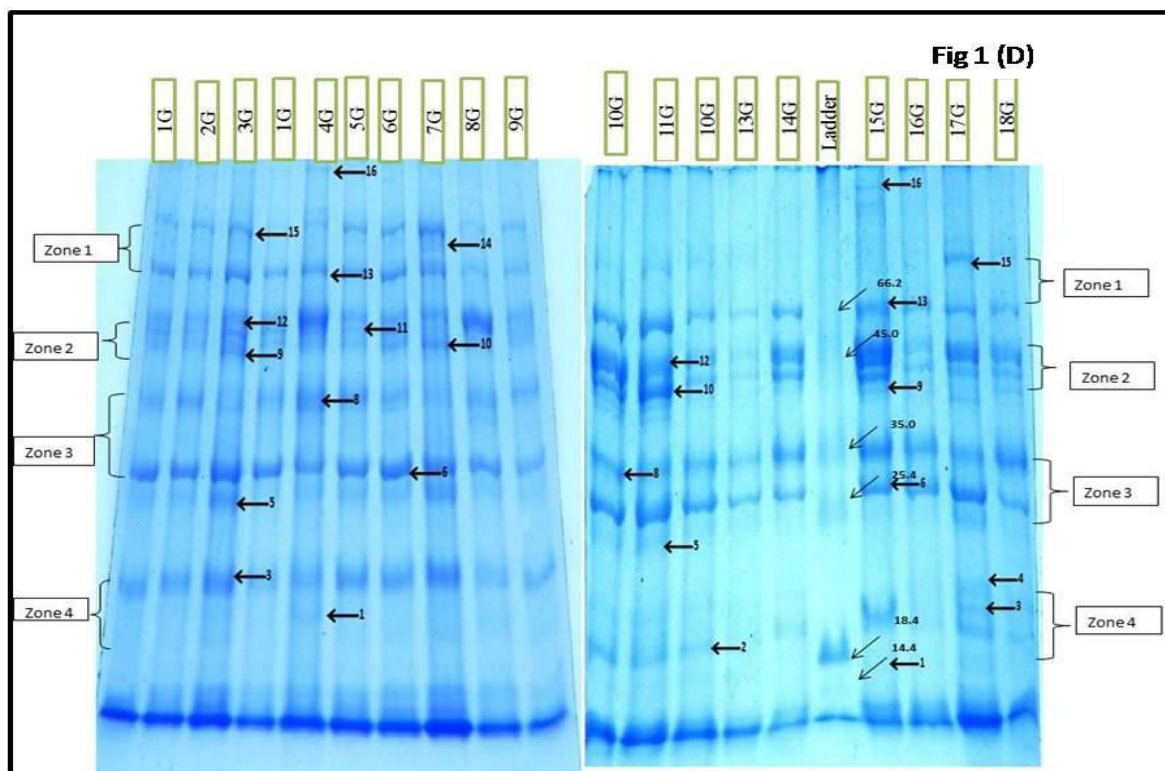 Fig 1 (D)
1G
2G
3G
1G
4G
5G
6G
7G
8G
9G
10G
11G
10G
13G
14G
Ladder
15G
16G
17G
18G
16
15
14
13
12
11
10
9
8
6
5
3
1
Zone 1
Zone 2
Zone 3
Zone 4
16
15
66.2
13
45.0
12
10
9
35.0
8
25.4
6
5
4
3
18.4
2
14.4
1
Zone 1
Zone 2
Zone 3
Zone 4